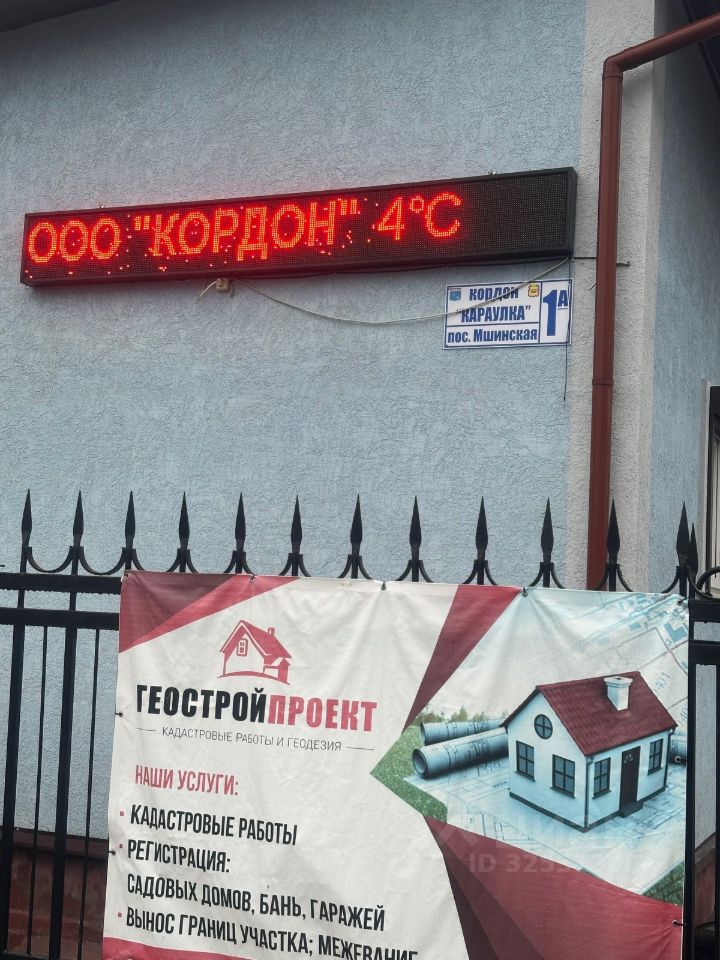 ООО "КОРДОН" 4°C
КОРДОН
"КАРАУЛКА"
пос. Мшинская
1А
ГЕОСТРОЙПРОЕКТ
КАДАСТРОВЫЕ РАБОТЫ И ГЕОДЕЗИЯ
НАШИ УСЛУГИ:
· КАДАСТРОВЫЕ РАБОТЫ
· РЕГИСТРАЦИЯ:
САДОВЫХ ДОМОВ, БАНЬ, ГАРАЖЕЙ
· ВЫНОС ГРАНИЦ УЧАСТКА; МЕЖЕВАНИЕ